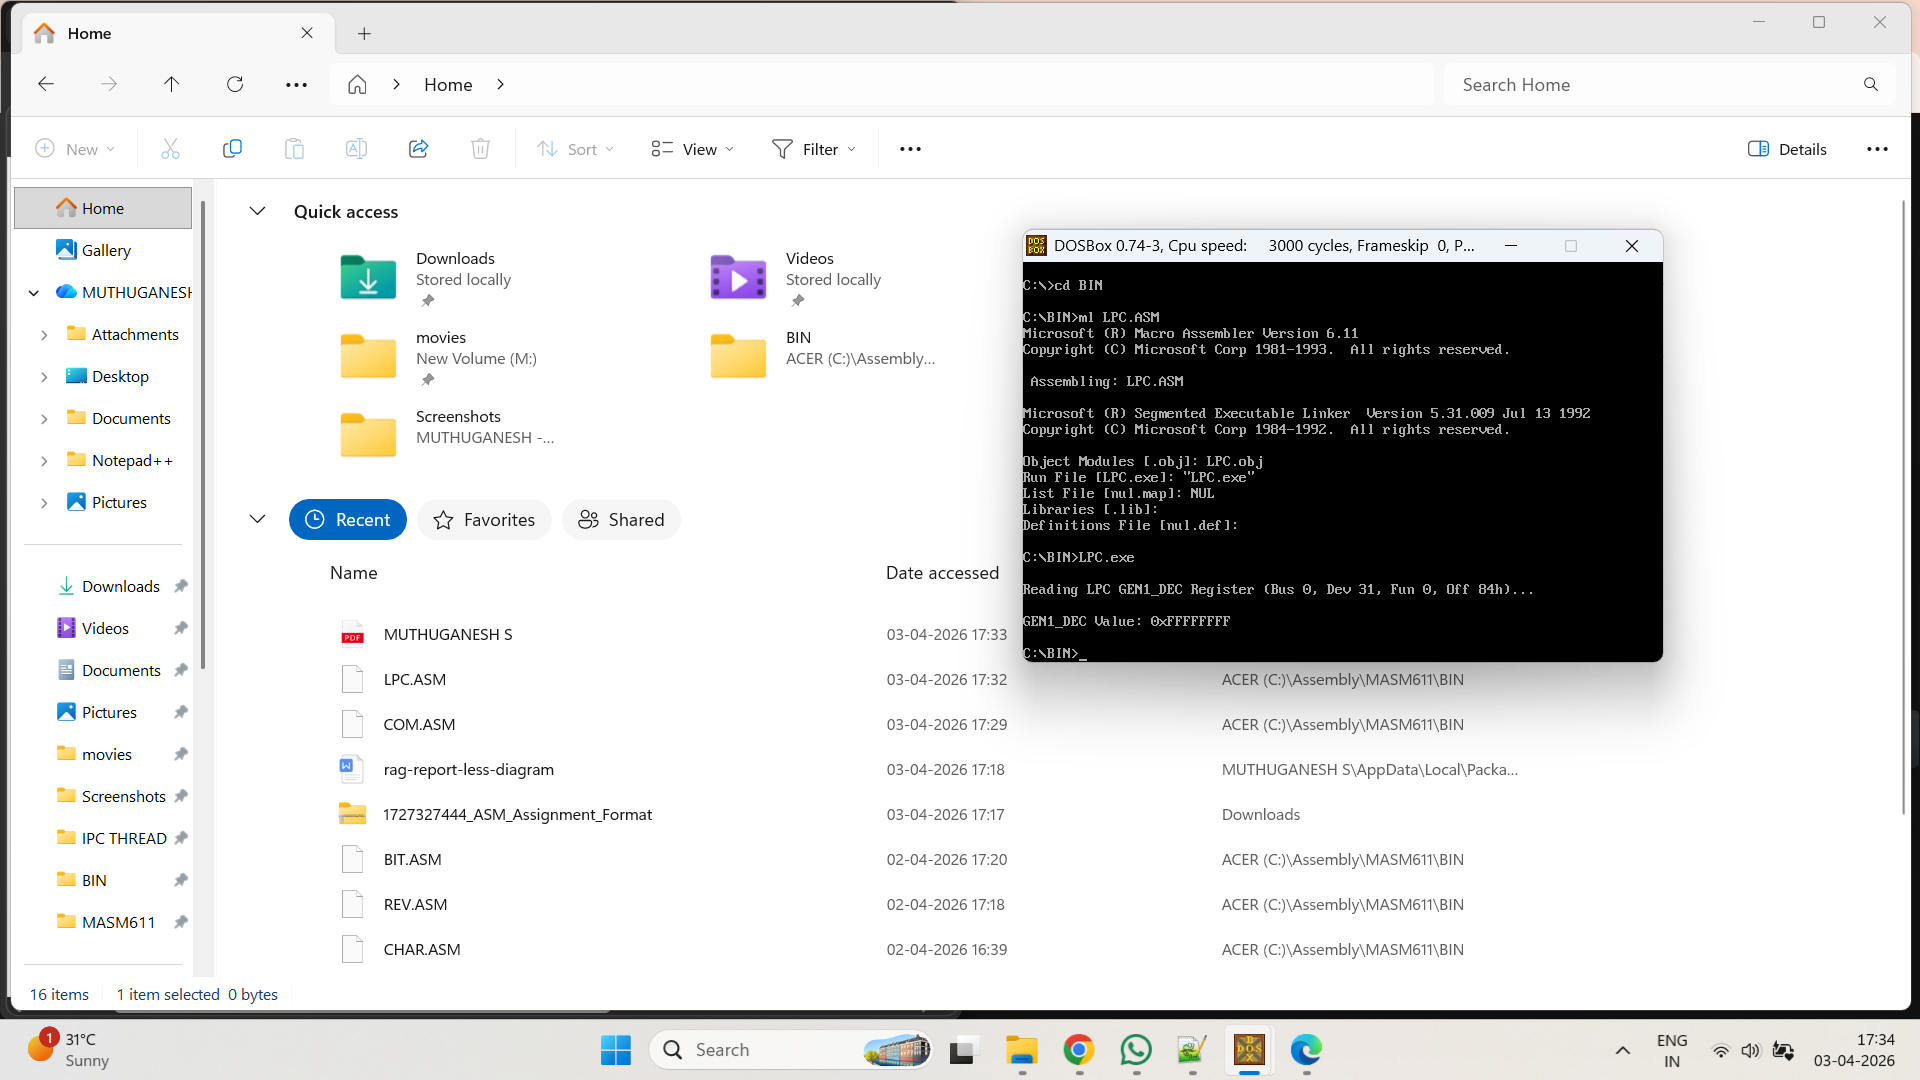 Home
Home
Search Home
New
Sort
View
Filter
Details
Home
Gallery
MUTHUGANESH
Attachments
Desktop
Documents
Notepad++
Pictures
Downloads
Videos
Documents
Pictures
movies
Screenshots
IPC THREAD
BIN
MASM611
Quick access
Downloads
Stored locally
Videos
Stored locally
movies
New Volume (M:)
BIN
ACER (C:)\Assembly...
Screenshots
MUTHUGANESH -...
Recent
Favorites
Shared
Name
Date accessed
MUTHUGANESH S
03-04-2026 17:33
LPC.ASM
03-04-2026 17:32
ACER (C:)\Assembly\MASM611\BIN
COM.ASM
03-04-2026 17:29
ACER (C:)\Assembly\MASM611\BIN
rag-report-less-diagram
03-04-2026 17:18
MUTHUGANESH S\AppData\Local\Packa...
1727327444_ASM_Assignment_Format
03-04-2026 17:17
Downloads
BIT.ASM
02-04-2026 17:20
ACER (C:)\Assembly\MASM611\BIN
REV.ASM
02-04-2026 17:18
ACER (C:)\Assembly\MASM611\BIN
CHAR.ASM
02-04-2026 16:39
ACER (C:)\Assembly\MASM611\BIN
DOSBox 0.74-3, Cpu speed: 3000 cycles, Frameskip 0, P...
C:\>cd BIN
C:\BIN>ml LPC.ASM
Microsoft (R) Macro Assembler Version 6.11
Copyright (C) Microsoft Corp 1981-1993. All rights reserved.
Assembling: LPC.ASM
Microsoft (R) Segmented Executable Linker Version 5.31.009 Jul 13 1992
Copyright (C) Microsoft Corp 1984-1992. All rights reserved.
Object Modules [.obj]: LPC.obj
Run File [LPC.exe]: "LPC.exe"
List File [nul.map]: NUL
Libraries [.lib]:
Definitions File [nul.def]:
C:\BIN>LPC.exe
Reading LPC GEN1_DEC Register (Bus 0, Dev 31, Fun 0, Off 84h)...
GEN1_DEC Value: 0xFFFFFFFF
C:\BIN>_
16 items
1 item selected 0 bytes
1
31°C
Sunny
Search
ENG
IN
17:34
03-04-2026